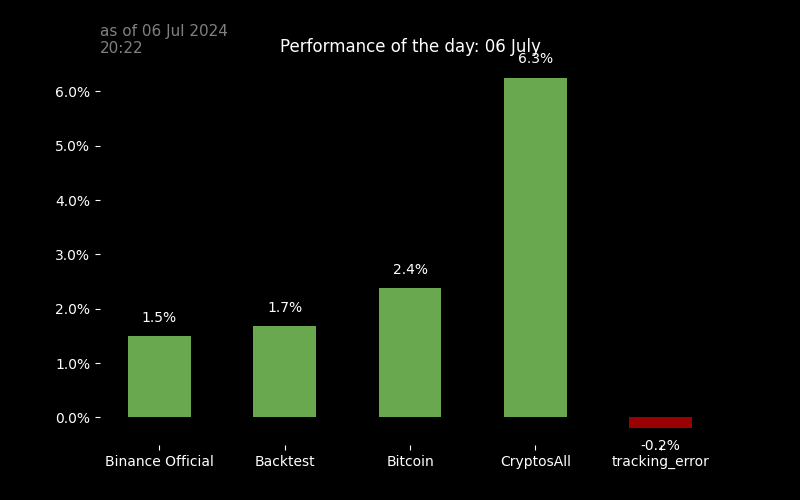 as of 06 Jul 2024
20:22
Performance of the day: 06 July
6.3%
6.0%
5.0%
4.0%
3.0%
2.4%
2.0%
1.7%
1.5%
1.0%
0.0%
-0.2%
Binance Official
Backtest
Bitcoin
CryptosAll
tracking_error